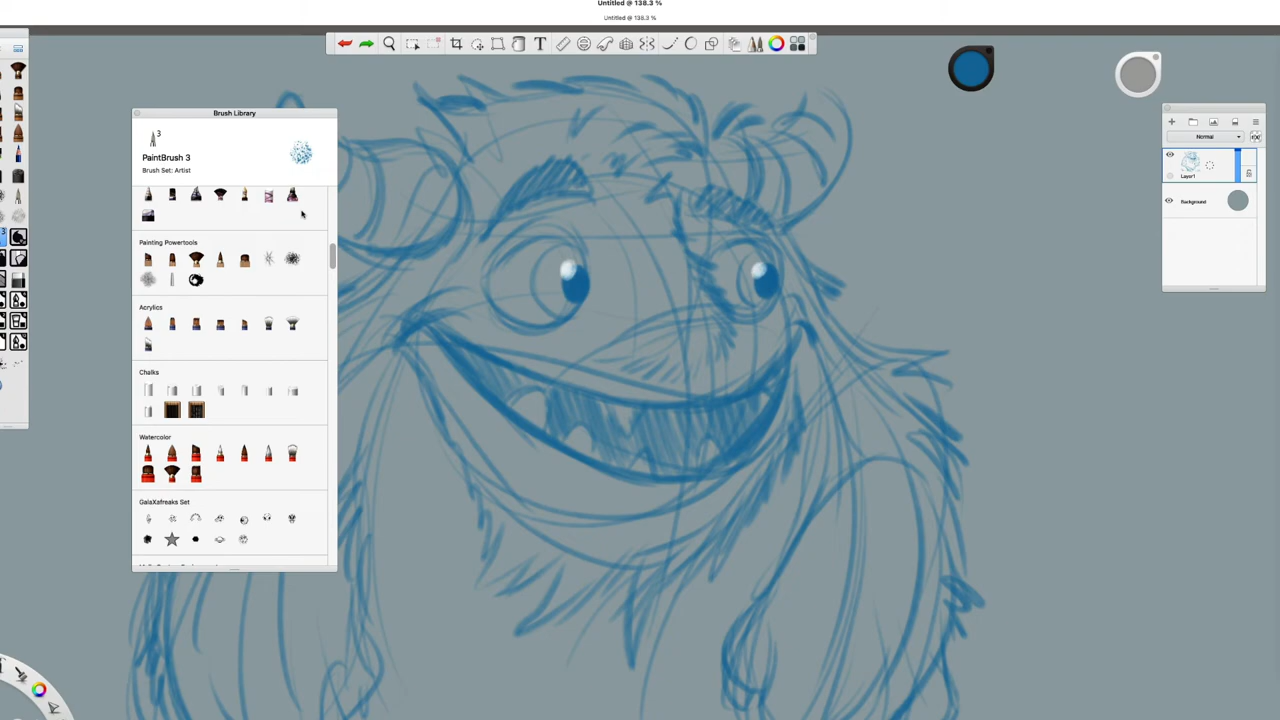 Untitled @ 138.3 %
Untitled @ 138.3 %
Brush Library
3
PaintBrush 3
Brush Set: Artist
Painting Powertools
Acrylics
Chalks
Watercolor
GalaXafreaks Set
Normal
Layer1
Background
3